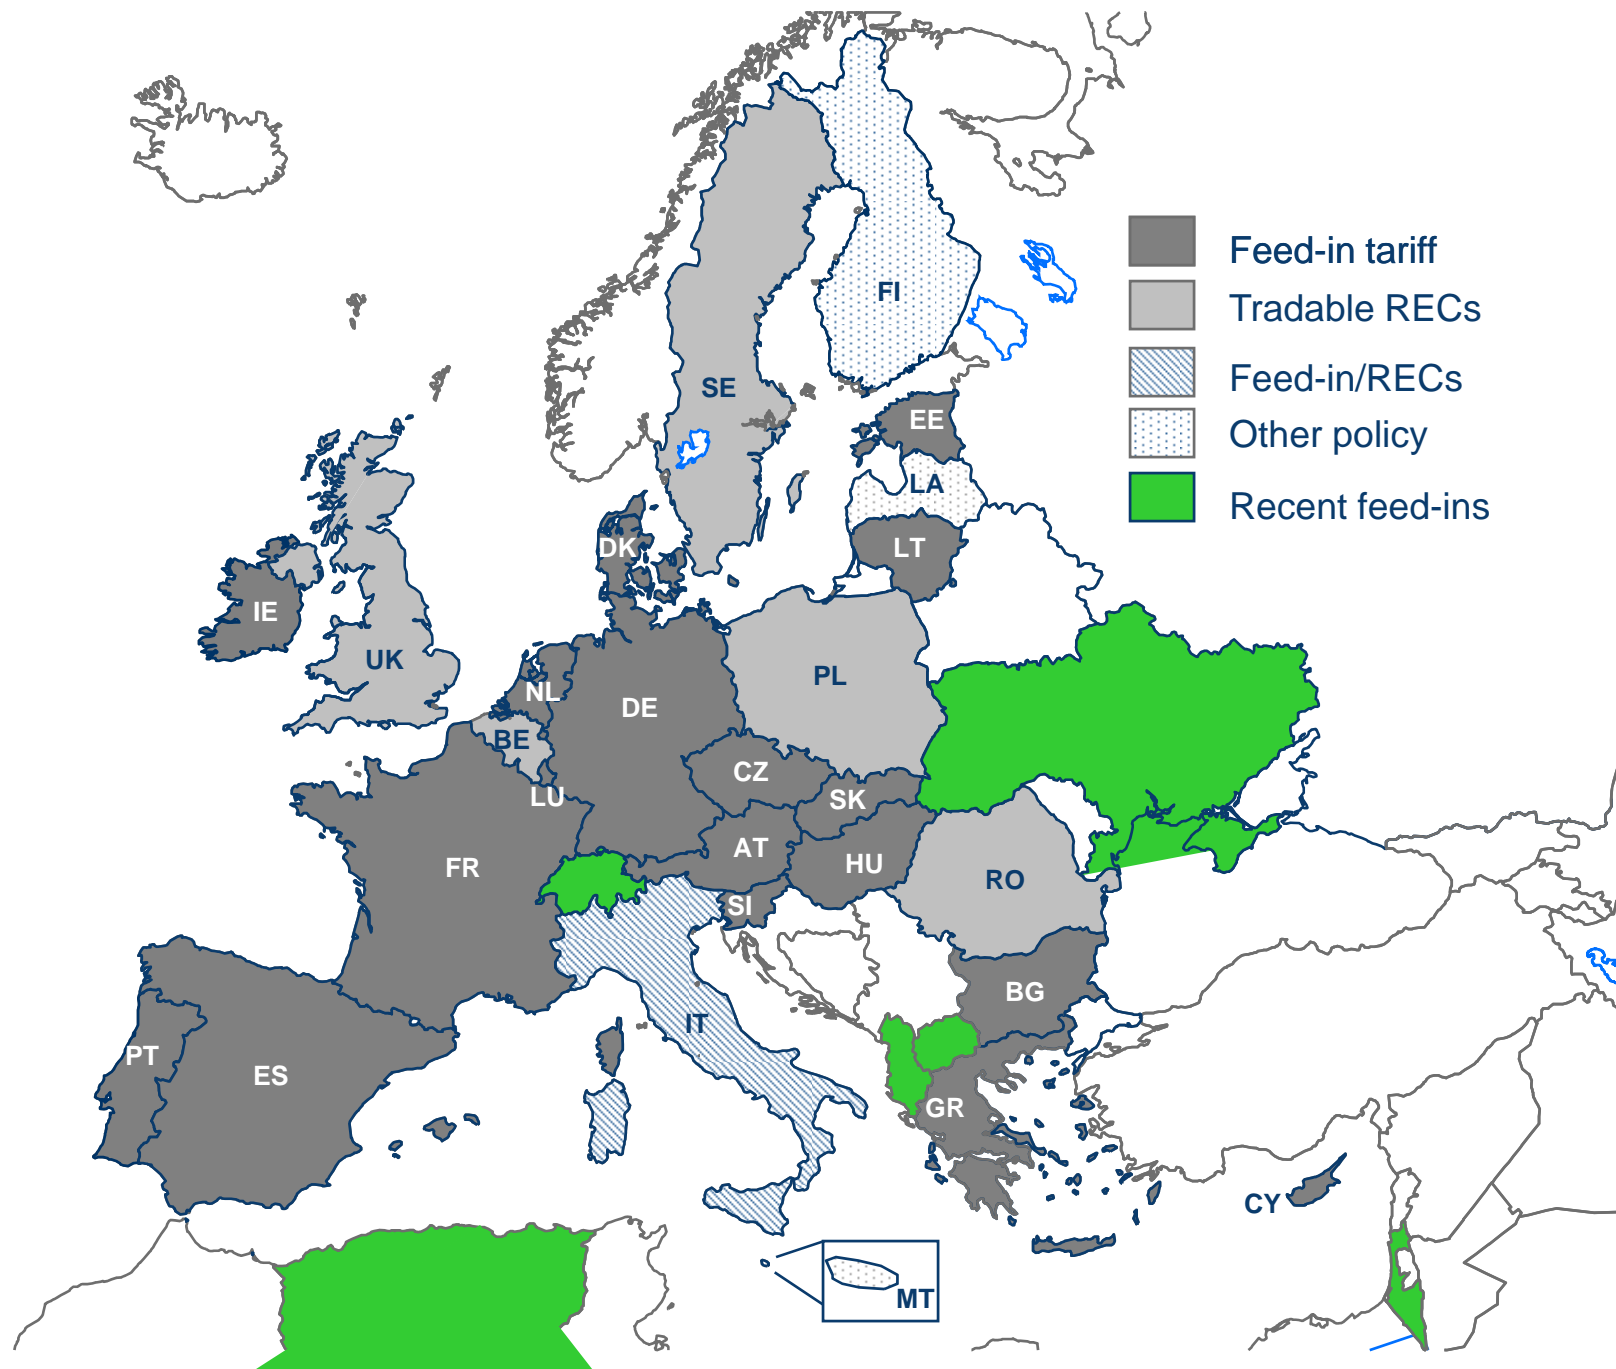 Feed-in tariff
Tradable RECs
Feed-in/RECs
Other policy
Recent feed-ins
FI
SE
EE
LA
LT
DK
IE
UK
PL
NL
DE
BE
CZ
LU
SK
AT
HU
FR
RO
SI
BG
IT
PT
ES
GR
CY
MT